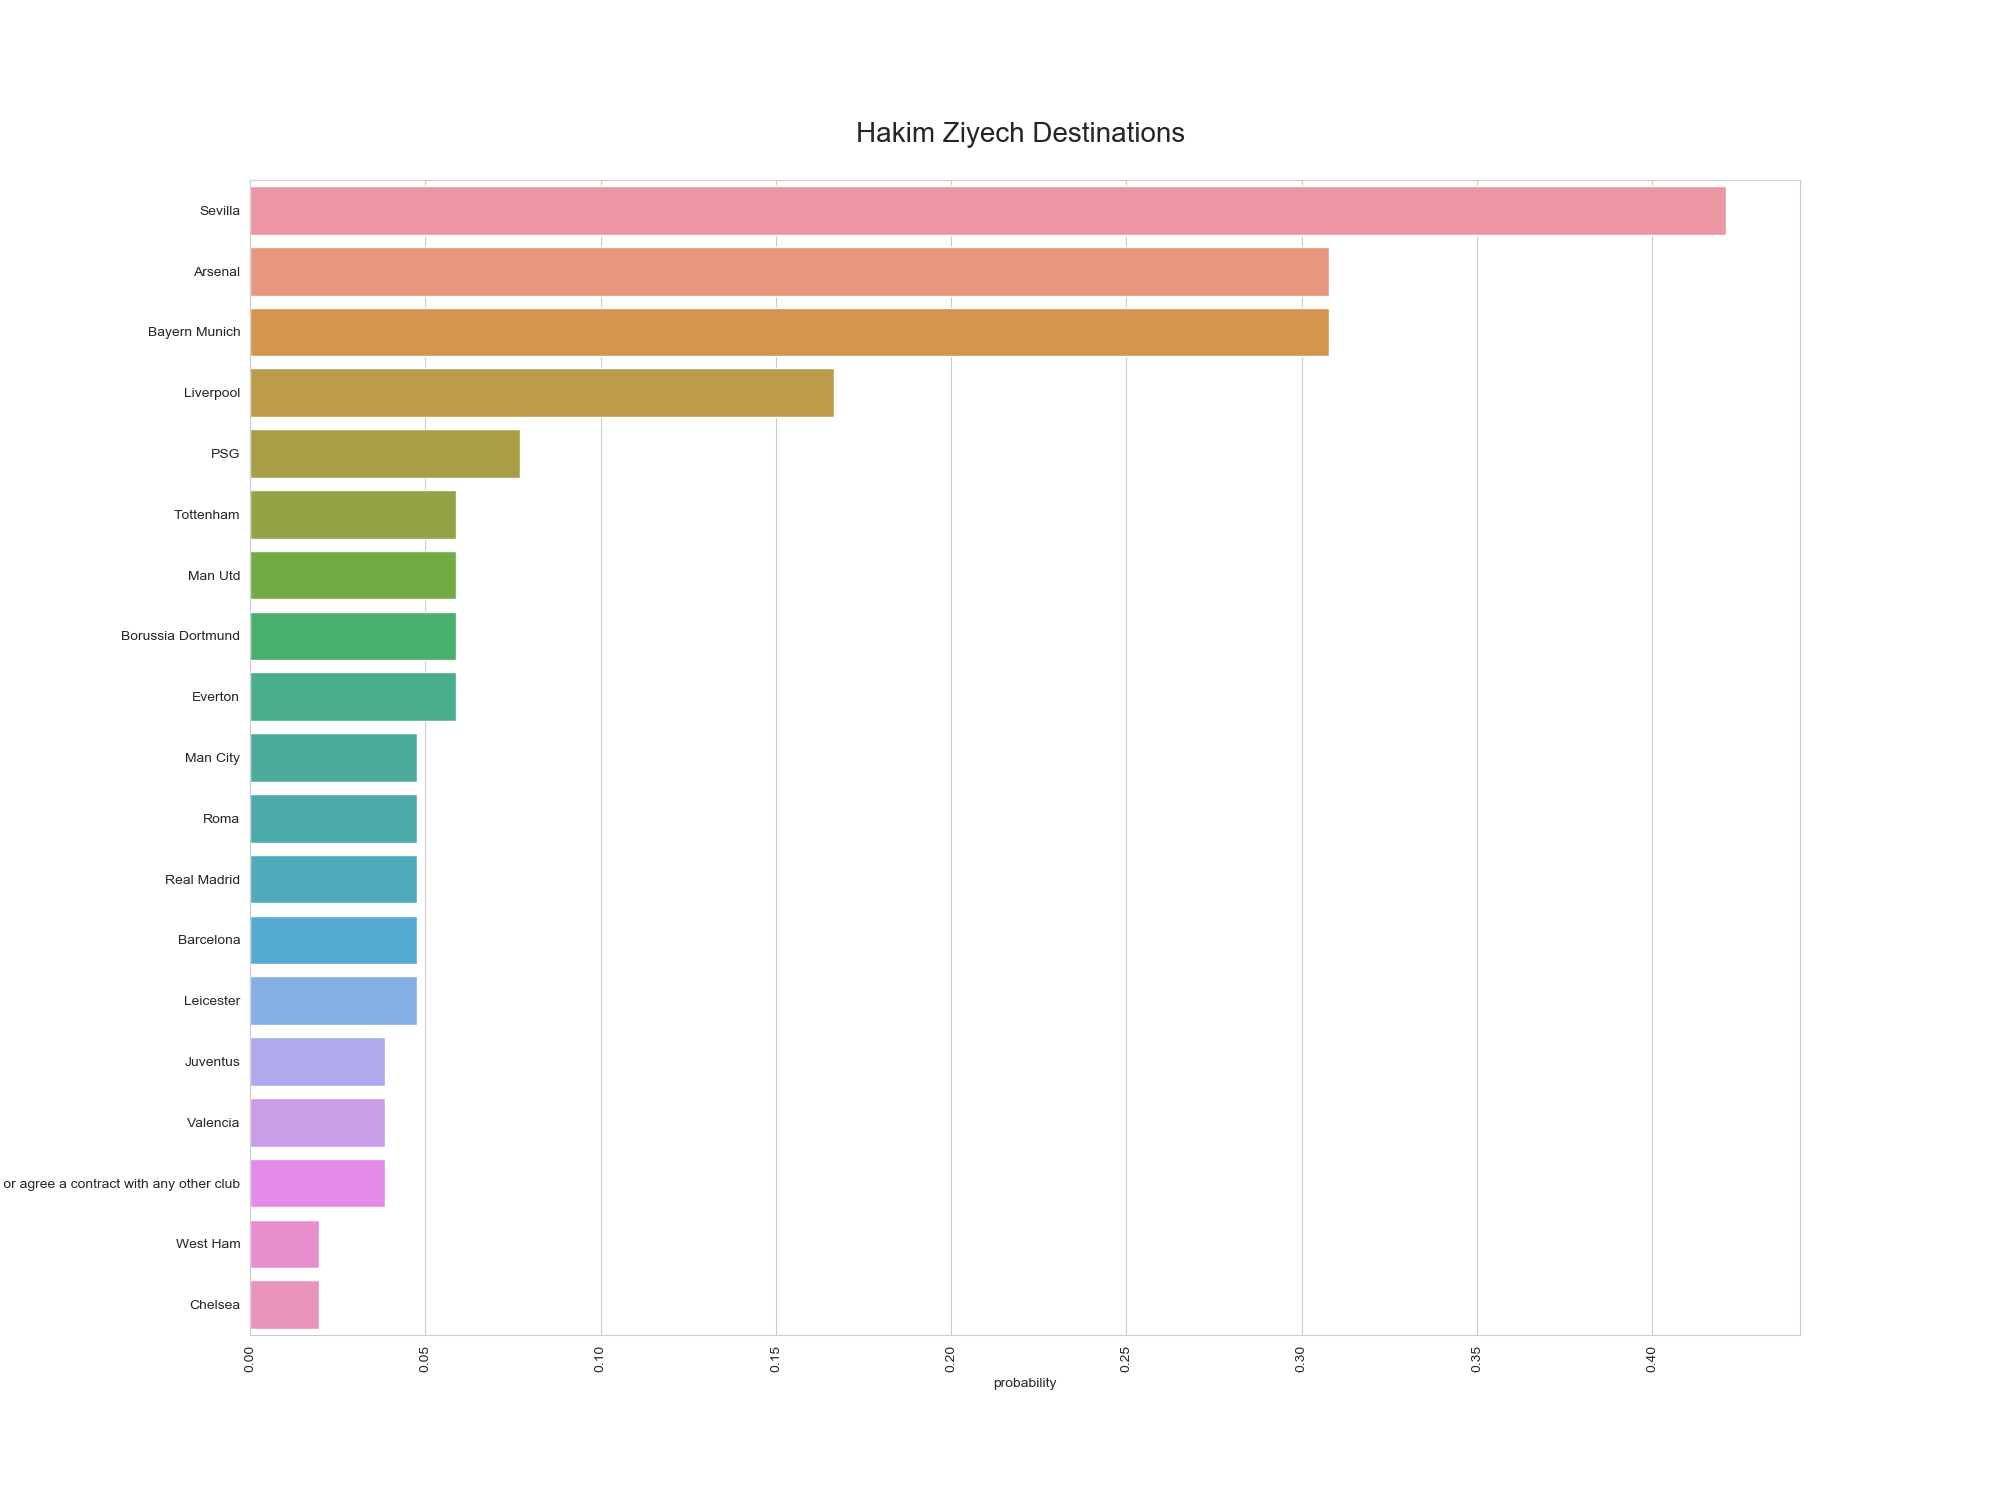 Hakim Ziyech Destinations
Sevilla
Arsenal
Bayern Munich
Liverpool
PSG
Tottenham
Man Utd
Borussia Dortmund
Everton
Man City
Roma
Real Madrid
Barcelona
Leicester
Juventus
Valencia
or agree a contract with any other club
West Ham
Chelsea
0.00 0.05 0.10 0.15 0.20 0.25 0.30 0.35 0.40
probability